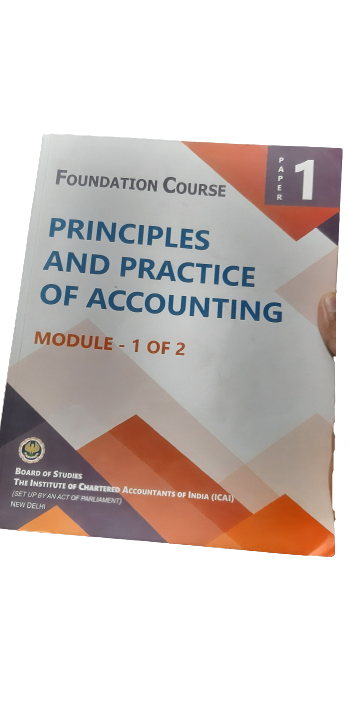 PAPER 1
FOUNDATION COURSE
PRINCIPLES
AND PRACTICE
OF ACCOUNTING
MODULE - 1 OF 2
BOARD OF STUDIES
THE INSTITUTE OF CHARTERED ACCOUNTANTS OF INDIA (ICAI)
(SET UP BY AN ACT OF PARLIAMENT)
NEW DELHI